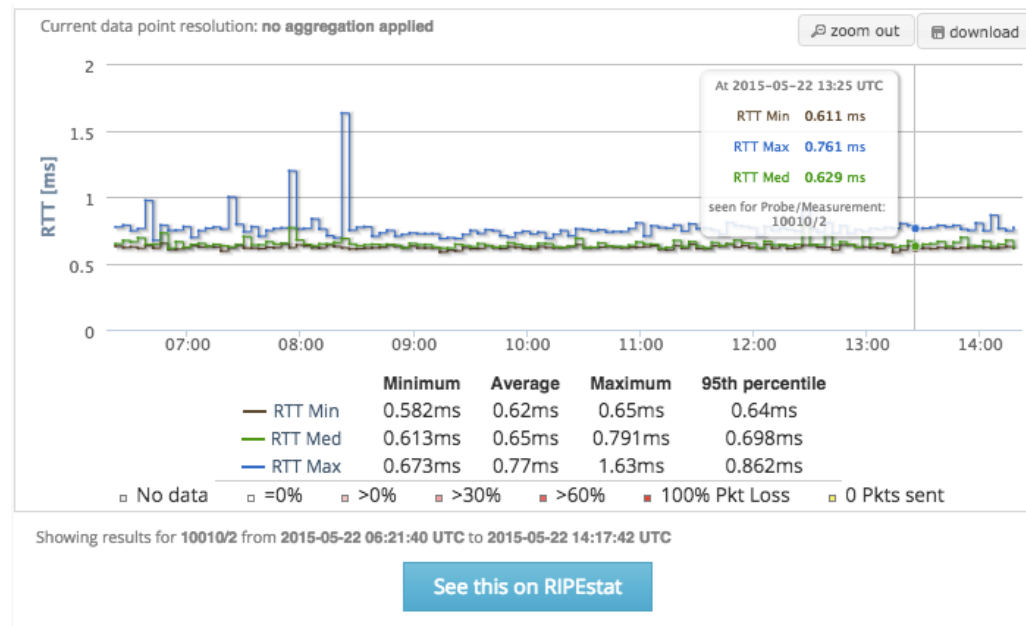 Current data point resolution: no aggregation applied
zoom out
download
2
1.5
1
0.5
0
RTT [ms]
At 2015-05-22 13:25 UTC
RTT Min 0.611 ms
RTT Max 0.761 ms
RTT Med 0.629 ms
seen for Probe/Measurement:
10010/2
07:00 08:00 09:00 10:00 11:00 12:00 13:00 14:00
Minimum Average Maximum 95th percentile
RTT Min 0.582ms 0.62ms 0.65ms 0.64ms
RTT Med 0.613ms 0.65ms 0.791ms 0.698ms
RTT Max 0.673ms 0.77ms 1.63ms 0.862ms
No data =0% >0% >30% >60% 100% Pkt Loss 0 Pkts sent
Showing results for 10010/2 from 2015-05-22 06:21:40 UTC to 2015-05-22 14:17:42 UTC
See this on RIPEstat